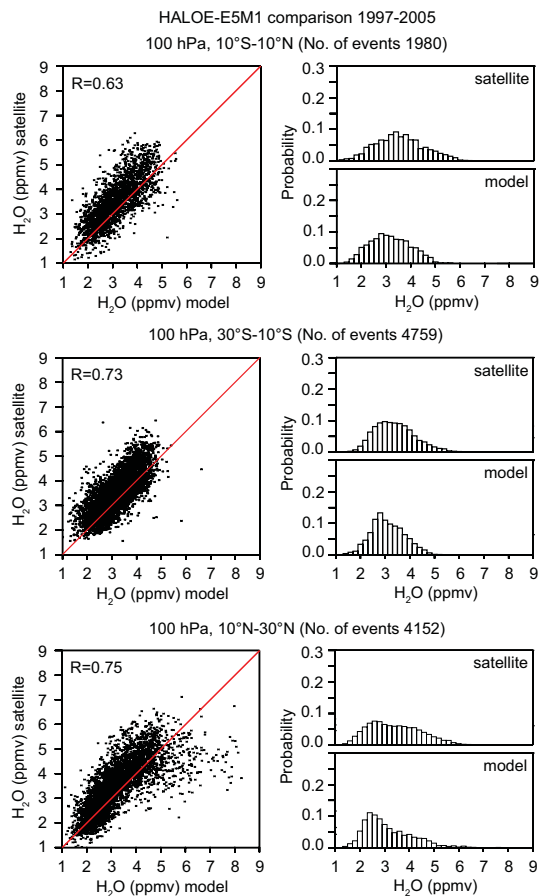 HALOE-E5M1 comparison 1997-2005
100 hPa, 10°S-10°N (No. of events 1980)
R=0.63
H₂O (ppmv) satellite
9
8
7
6
5
4
3
2
1
1 2 3 4 5 6 7 8 9
H₂O (ppmv) model
Probability
0.3
0.2
0.1
0.0
satellite
0.2
0.1
0.0
model
1 2 3 4 5 6 7 8 9
H₂O (ppmv)
100 hPa, 30°S-10°S (No. of events 4759)
R=0.73
H₂O (ppmv) satellite
9
8
7
6
5
4
3
2
1
1 2 3 4 5 6 7 8 9
H₂O (ppmv) model
Probability
0.3
0.2
0.1
0.0
satellite
0.2
0.1
0.0
model
1 2 3 4 5 6 7 8 9
H₂O (ppmv)
100 hPa, 10°N-30°N (No. of events 4152)
R=0.75
H₂O (ppmv) satellite
9
8
7
6
5
4
3
2
1
1 2 3 4 5 6 7 8 9
H₂O (ppmv) model
Probability
0.3
0.2
0.1
0.0
satellite
0.2
0.1
0.0
model
1 2 3 4 5 6 7 8 9
H₂O (ppmv)